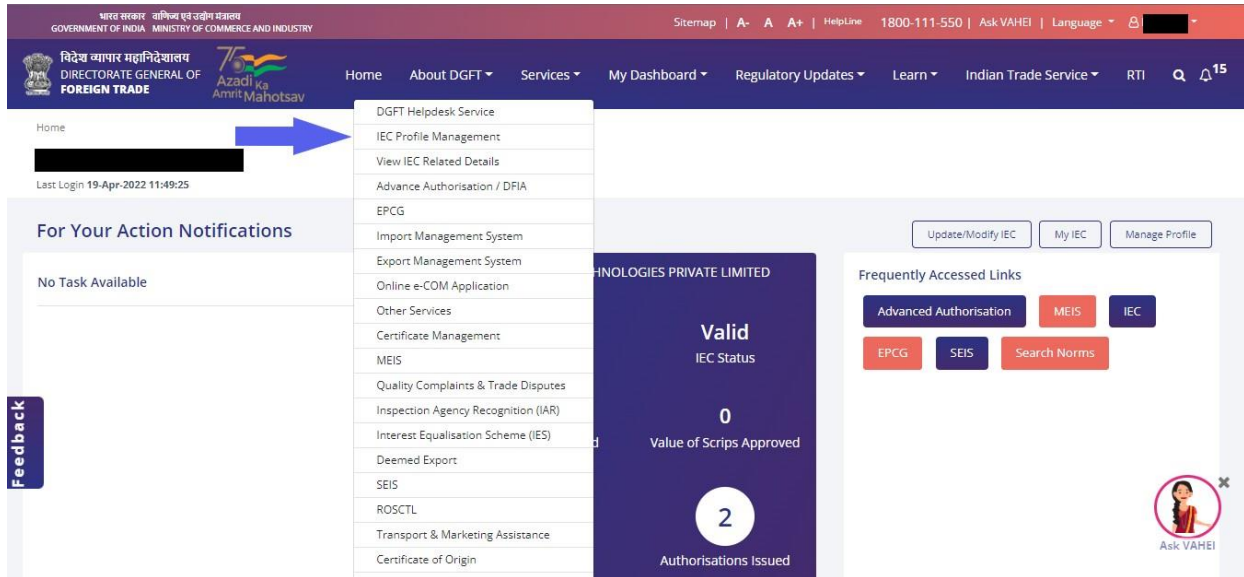 भारत सरकार वाणिज्य एवं उद्योग मंत्रालय
GOVERNMENT OF INDIA MINISTRY OF COMMERCE AND INDUSTRY
Sitemap | A- A A+ | HelpLine 1800-111-550 | Ask VAHEI | Language
विदेश व्यापार महानिदेशालय
DIRECTORATE GENERAL OF
FOREIGN TRADE
75
Azadi Ka
Amrit Mahotsav
Home About DGFT Services My Dashboard Regulatory Updates Learn Indian Trade Service RTI 15
Home
Last Login 19-Apr-2022 11:49:25
DGFT Helpdesk Service
IEC Profile Management
View IEC Related Details
Advance Authorisation / DFIA
EPCG
Import Management System
Export Management System
Online e-COM Application
Other Services
Certificate Management
MEIS
Quality Complaints & Trade Disputes
Inspection Agency Recognition (IAR)
Interest Equalisation Scheme (IES)
Deemed Export
SEIS
ROSCTL
Transport & Marketing Assistance
Certificate of Origin
For Your Action Notifications
Update/Modify IEC My IEC Manage Profile
No Task Available
HNOLOGIES PRIVATE LIMITED
Valid
IEC Status
0
Value of Scrips Approved
2
Authorisations Issued
Frequently Accessed Links
Advanced Authorisation MEIS IEC
EPCG SEIS Search Norms
Feedback
Ask VAHEI